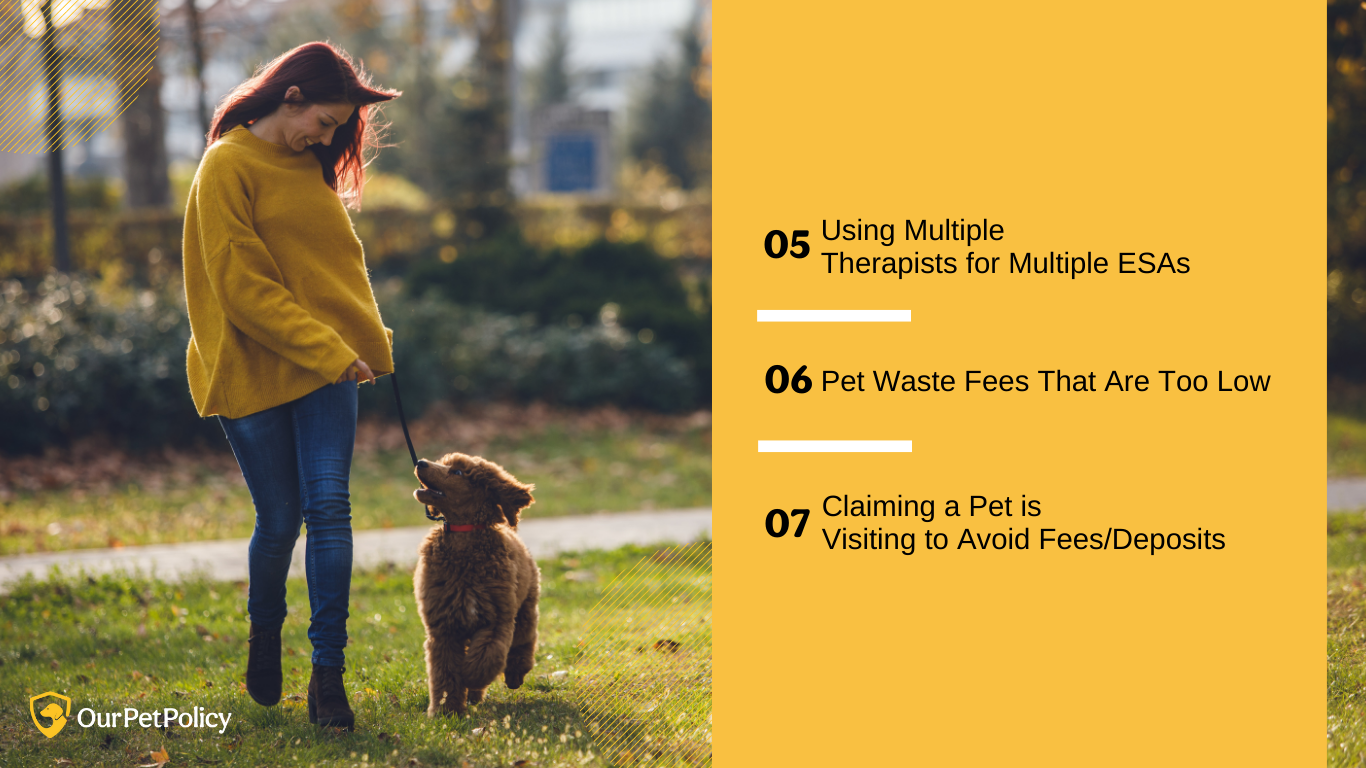 05
Using Multiple
Therapists for Multiple ESAs
06
Pet Waste Fees That Are Too Low
07
Claiming a Pet is
Visiting to Avoid Fees/Deposits
OurPetPolicy